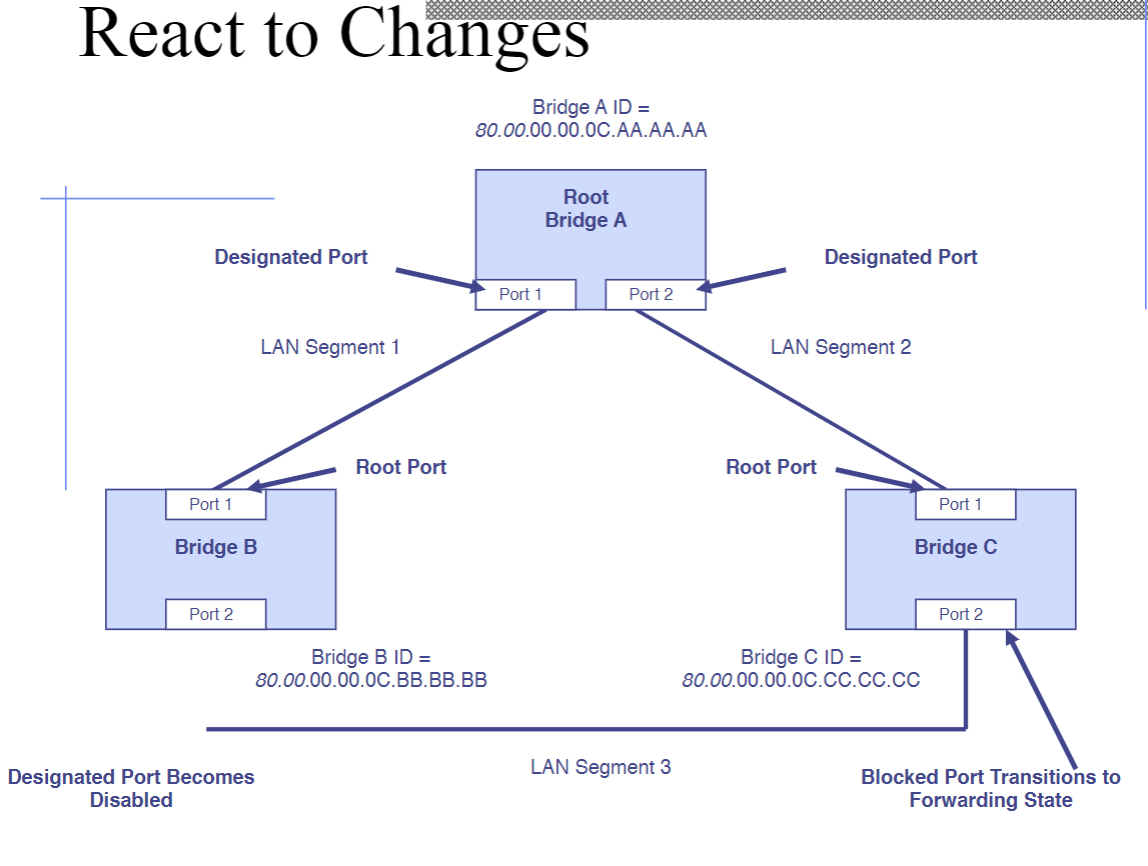 React to Changes
Bridge A ID =
80.00.00.00.0C.AA.AA.AA
Root
Bridge A
Designated Port
Designated Port
Port 1
Port 2
LAN Segment 1
LAN Segment 2
Root Port
Root Port
Port 1
Port 1
Bridge B
Bridge C
Port 2
Port 2
Bridge B ID =
80.00.00.00.0C.BB.BB.BB
Bridge C ID =
80.00.00.00.0C.CC.CC.CC
LAN Segment 3
Designated Port Becomes
Disabled
Blocked Port Transitions to
Forwarding State